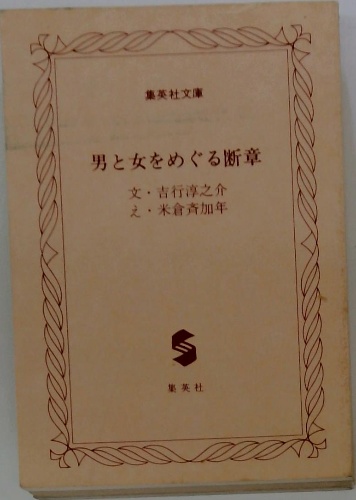 集英社文庫
男と女をめぐる断章
文・吉行淳之介
え・米倉斉加年
集英社